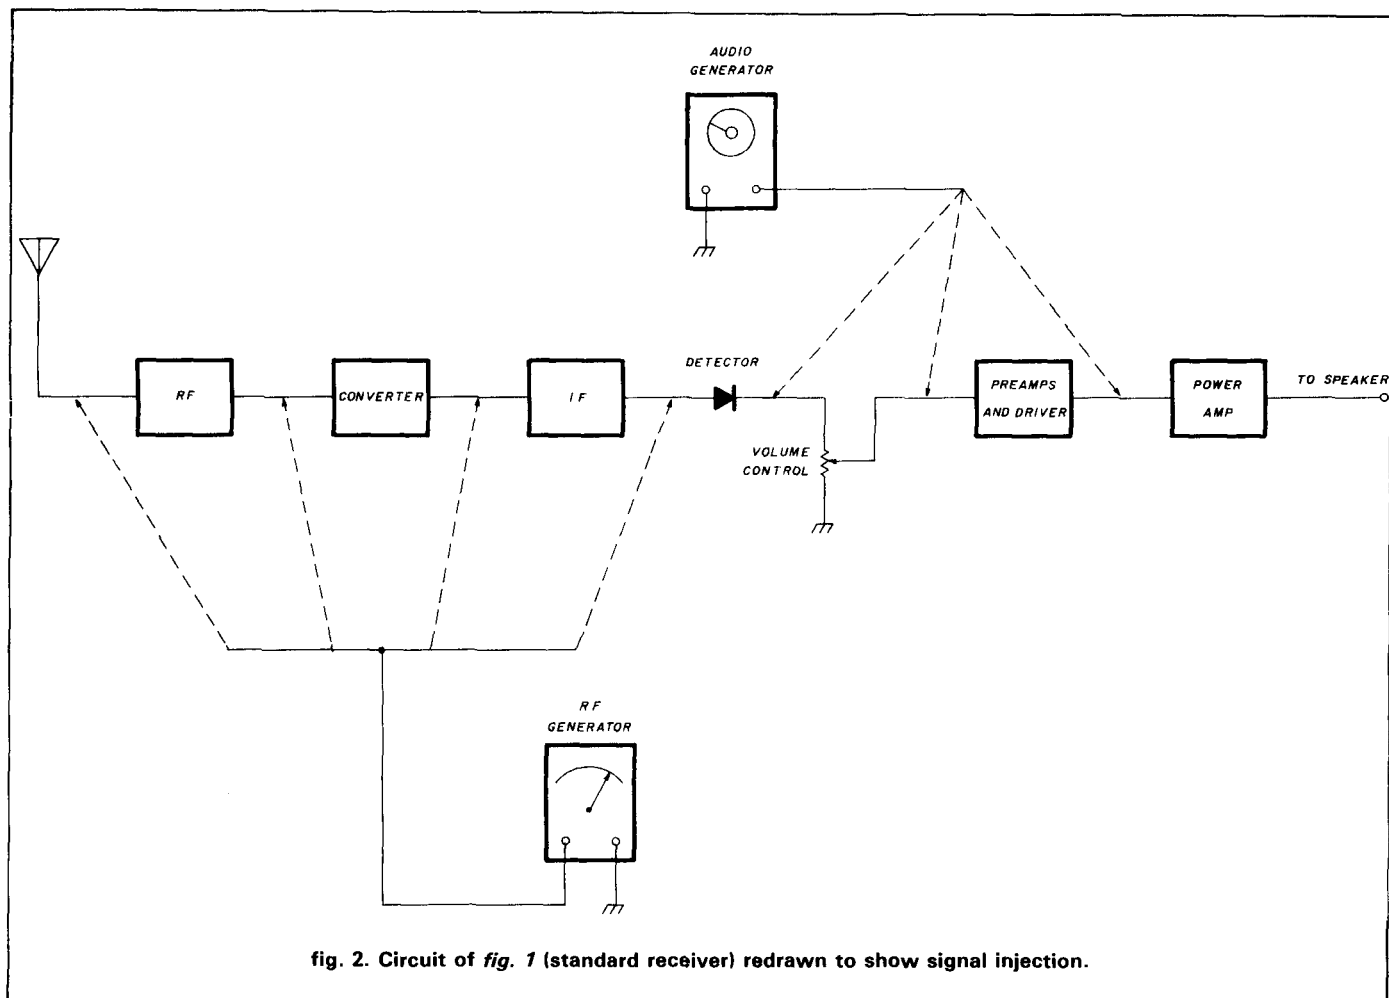 AUDIO
GENERATOR
DETECTOR
RF
CONVERTER
IF
PREAMPS
AND DRIVER
POWER
AMP
TO SPEAKER
VOLUME
CONTROL
RF
GENERATOR
fig. 2. Circuit of fig. 1 (standard receiver) redrawn to show signal injection.